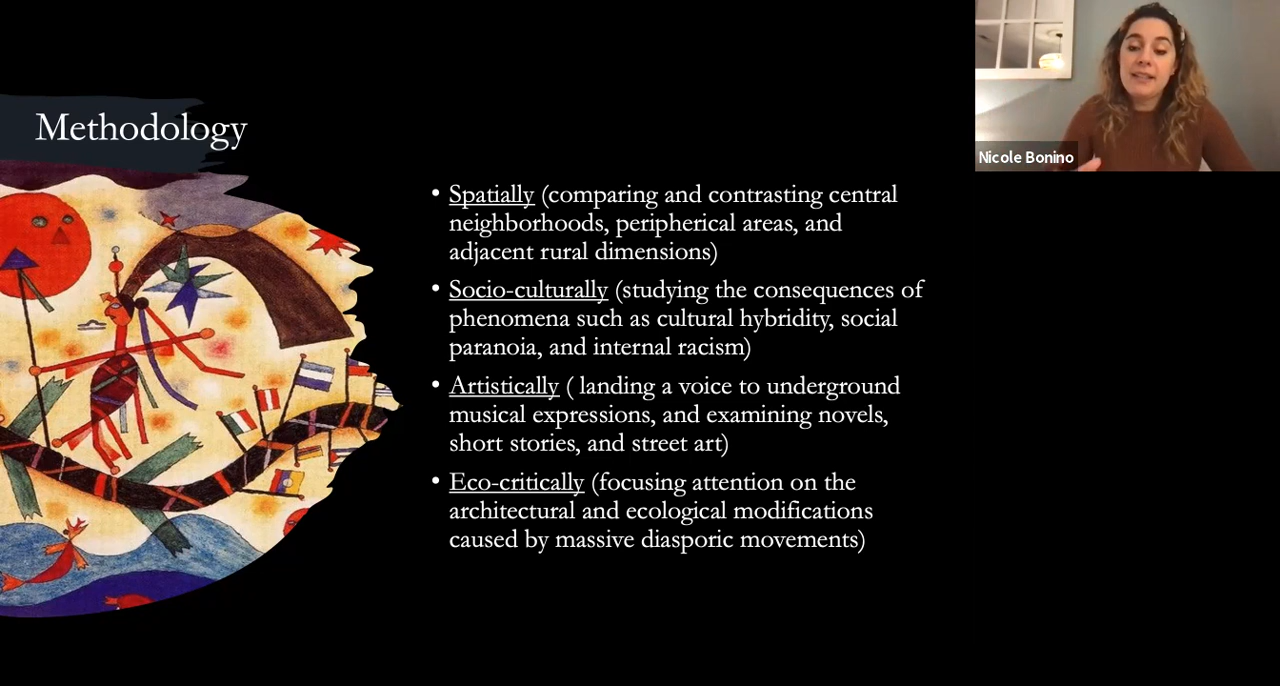 Nicole Bonino
Methodology
• Spatially (comparing and contrasting central
neighborhoods, peripherical areas, and
adjacent rural dimensions)
• Socio-culturally (studying the consequences of
phenomena such as cultural hybridity, social
paranoia, and internal racism)
• Artistically ( landing a voice to underground
musical expressions, and examining novels,
short stories, and street art)
• Eco-critically (focusing attention on the
architectural and ecological modifications
caused by massive diasporic movements)